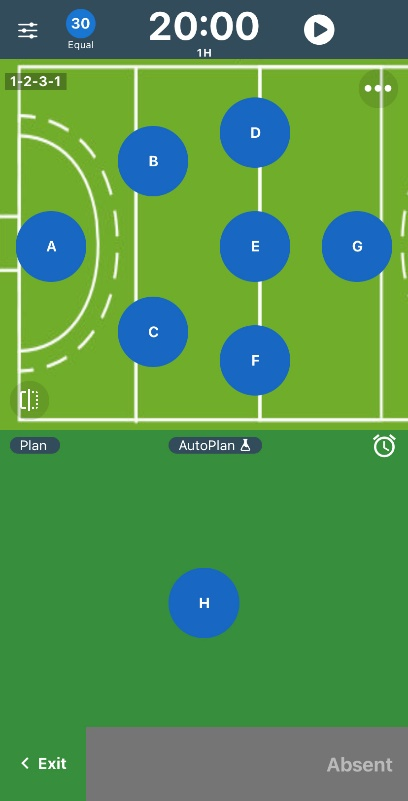 30
Equal
20:00
1H
1-2-3-1
D
B
A
E
G
C
F
Plan
AutoPlan
H
Exit
Absent